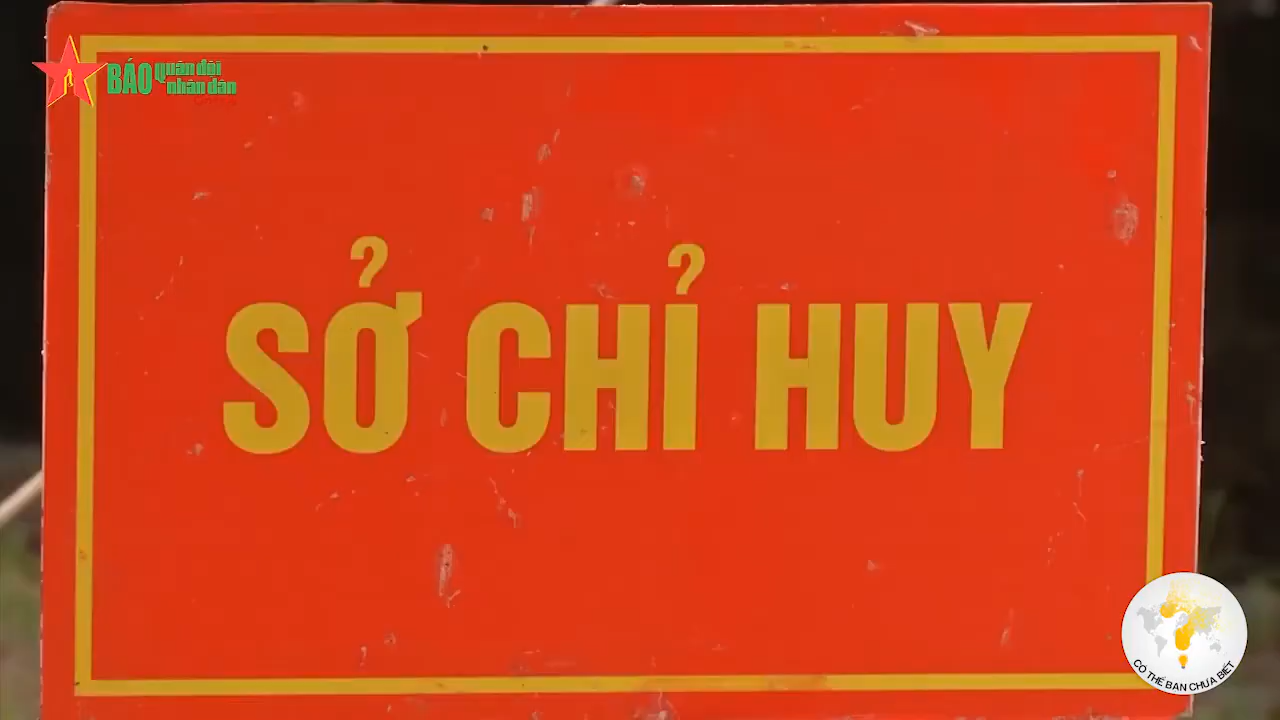 BÁO quân đội
nhân dân
SỞ CHỈ HUY
CÓ THỂ BẠN CHƯA BIẾT